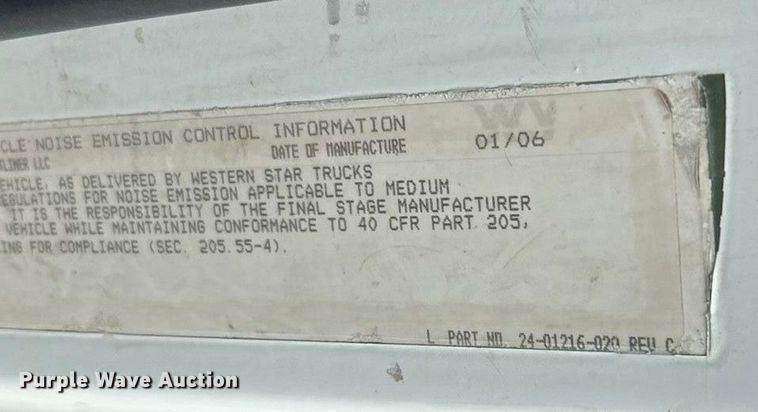 CLE NOISE EMISSION CONTROL INFORMATION
LINER LLC DATE OF MANUFACTURE 01/06
EHICLE, AS DELIVERED BY WESTERN STAR TRUCKS
EGULATIONS FOR NOISE EMISSION APPLICABLE TO MEDIUM
IT IS THE RESPONSIBILITY OF THE FINAL STAGE MANUFACTURER
VEHICLE WHILE MAINTAINING CONFORMANCE TO 40 CFR PART 205,
ING FOR COMPLIANCE (SEC. 205.55-4).
L PART NO. 24-01216-020 REV C
Purple Wave Auction